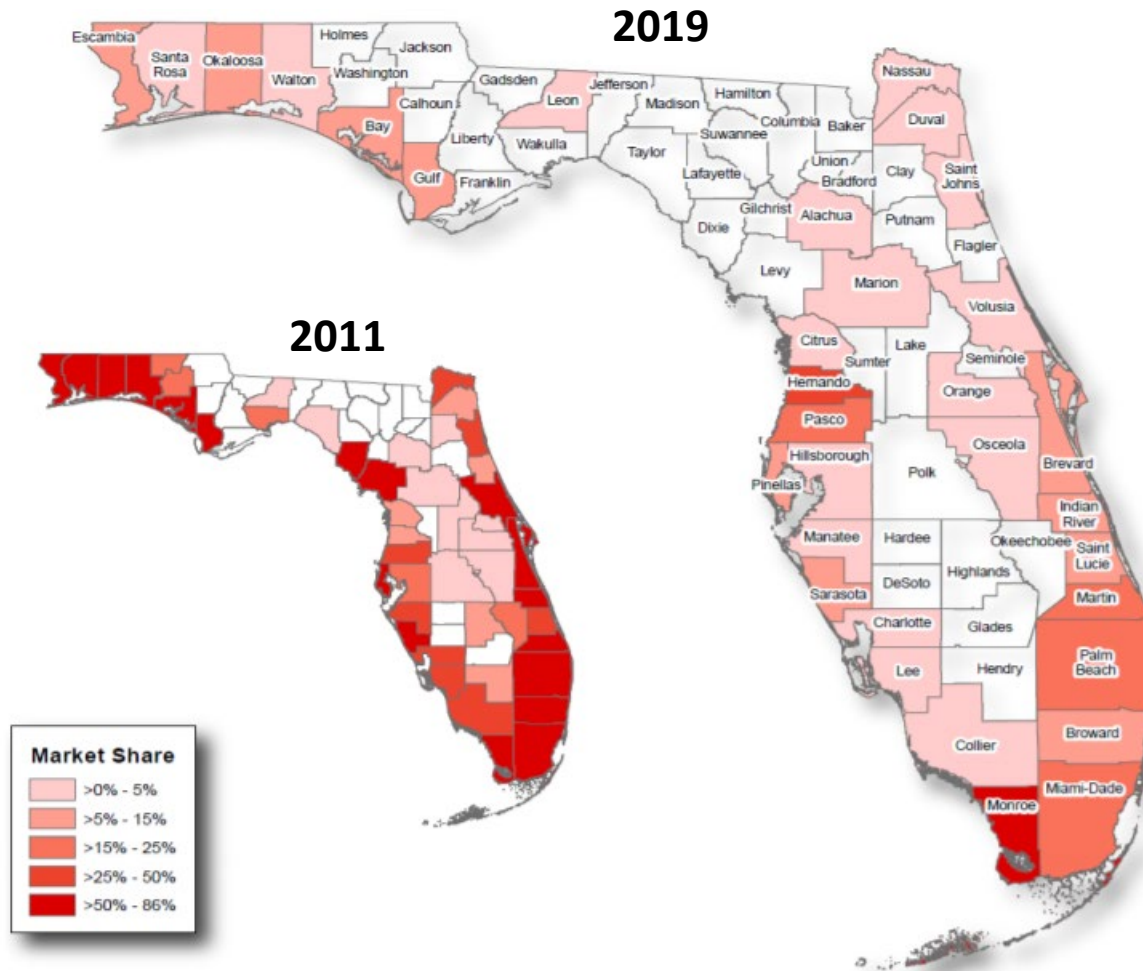 2019
Escambia
Santa
Rosa
Okaloosa
Walton
Holmes
Washington
Jackson
Bay
Calhoun
Gulf
Gadsden
Liberty
Franklin
Leon
Wakulla
Jefferson
Madison
Taylor
Hamilton
Suwannee
Lafayette
Dixie
Columbia
Gilchrist
Levy
Baker
Union
Bradford
Alachua
Nassau
Duval
Clay
Saint
Johns
Putnam
Flagler
Marion
Volusia
Citrus
Sumter
Lake
Seminole
Hernando
Orange
Pasco
Osceola
Hillsborough
Polk
Brevard
Pinellas
Indian
River
Manatee
Hardee
Okeechobee
Saint
Lucie
Highlands
Sarasota
DeSoto
Martin
Charlotte
Glades
Palm
Beach
Lee
Hendry
Collier
Broward
Monroe
Miami-Dade
2011
Market Share
>0% - 5%
>5% - 15%
>15% - 25%
>25% - 50%
>50% - 86%